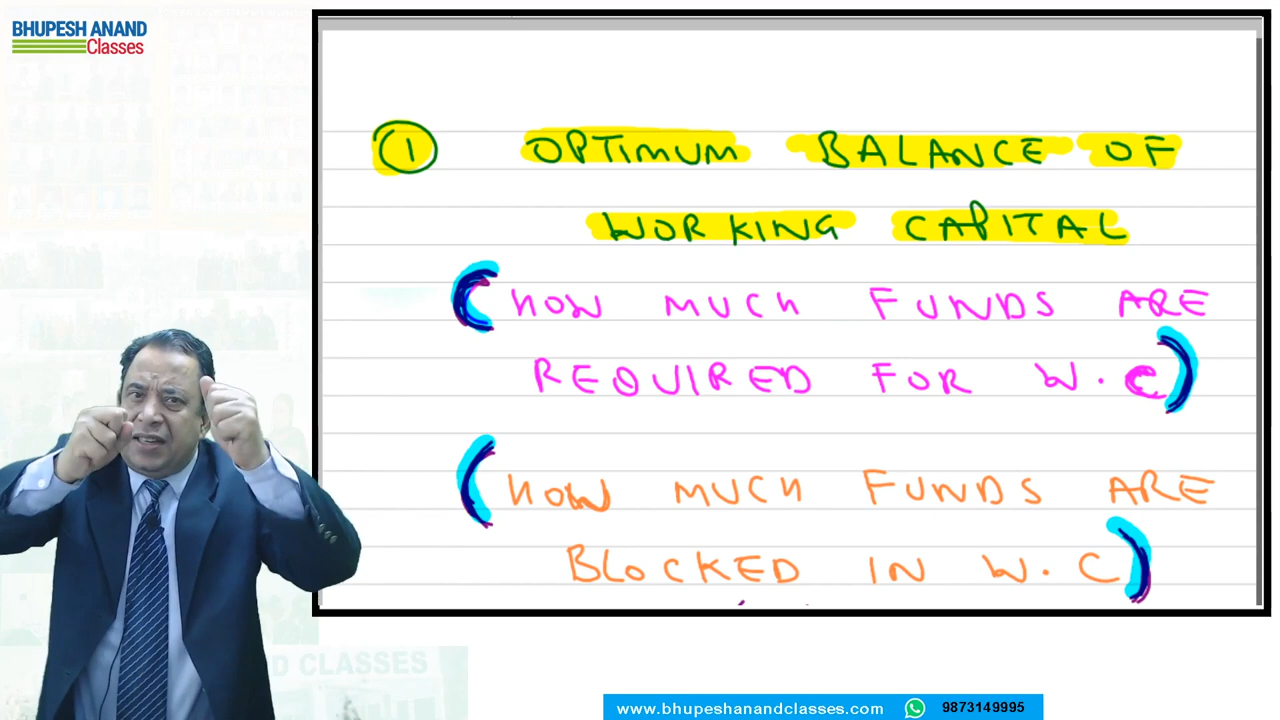 BHUPESH ANAND
Classes
1 OPTIMUM BALANCE OF
WORKING CAPITAL
(HOW MUCH FUNDS ARE
REQUIRED FOR W.C)
(HOW MUCH FUNDS ARE
BLOCKED IN W.C)
D CLASSES
www.bhupeshanandclasses.com 9873149995